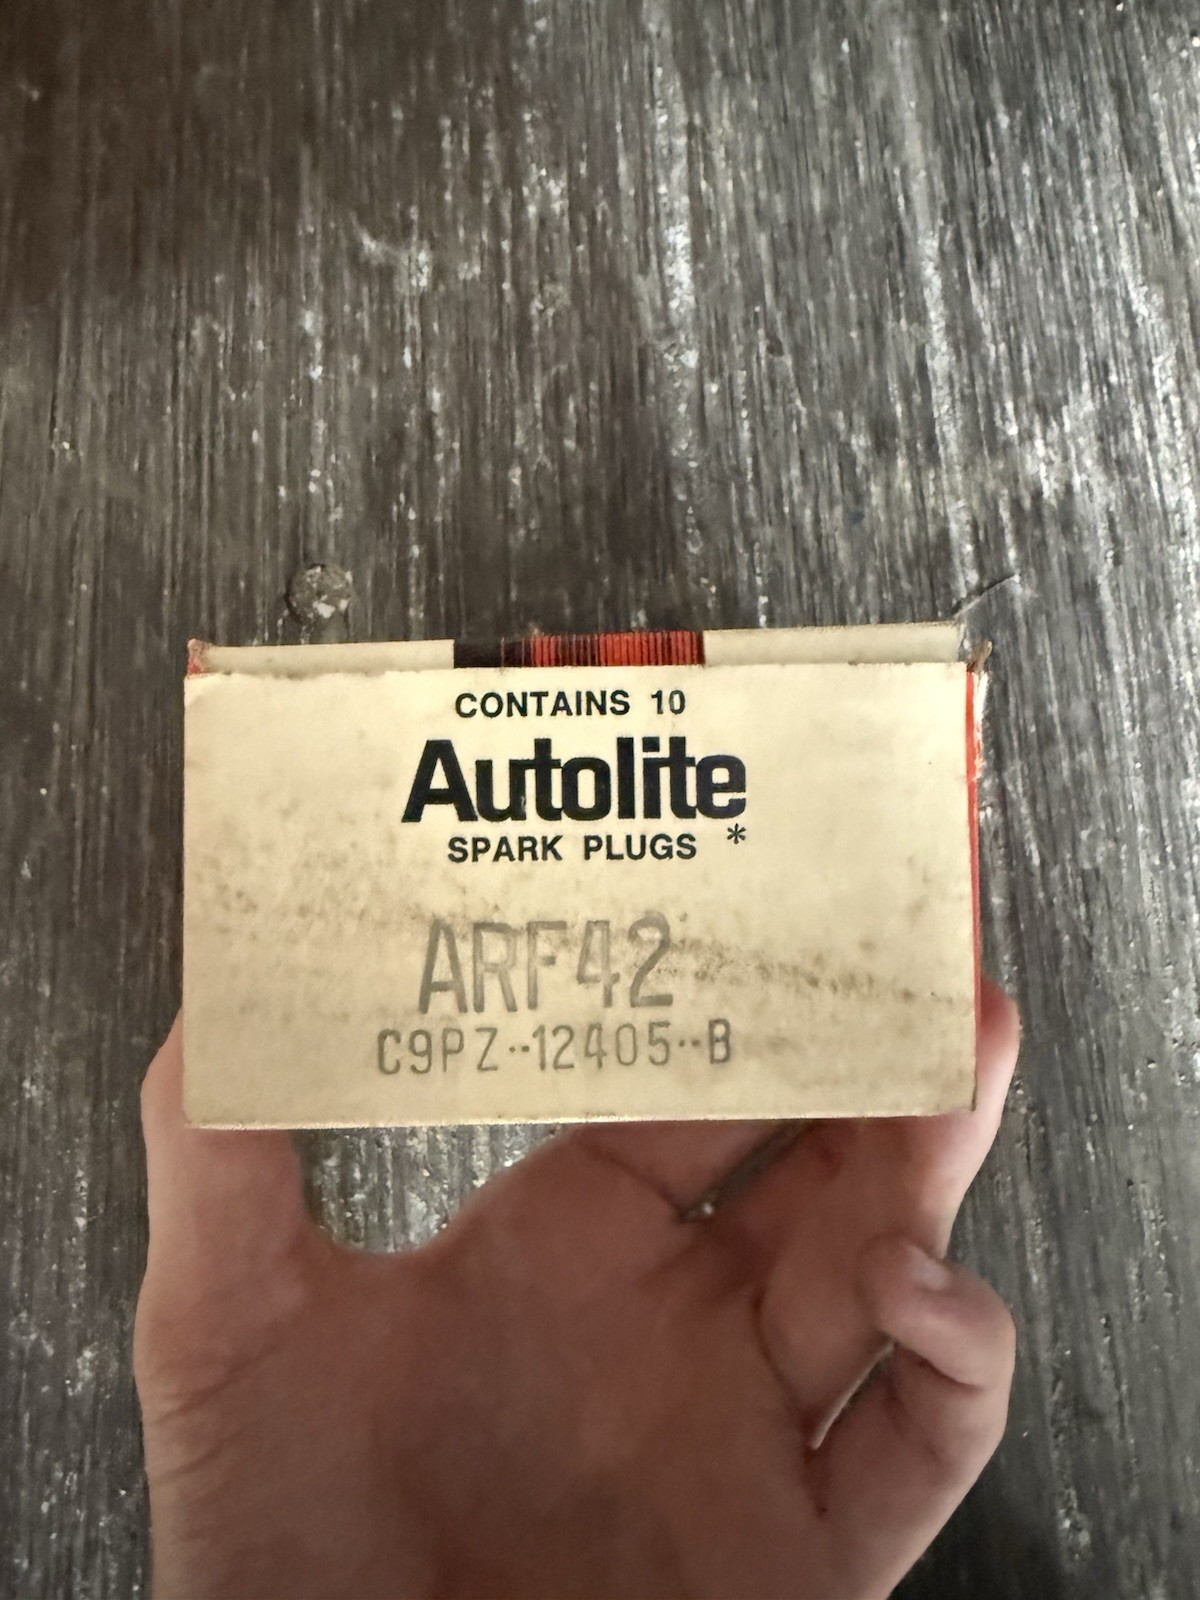 CONTAINS 10
Autolite
SPARK PLUGS *
ARF42
C9PZ--12405--B